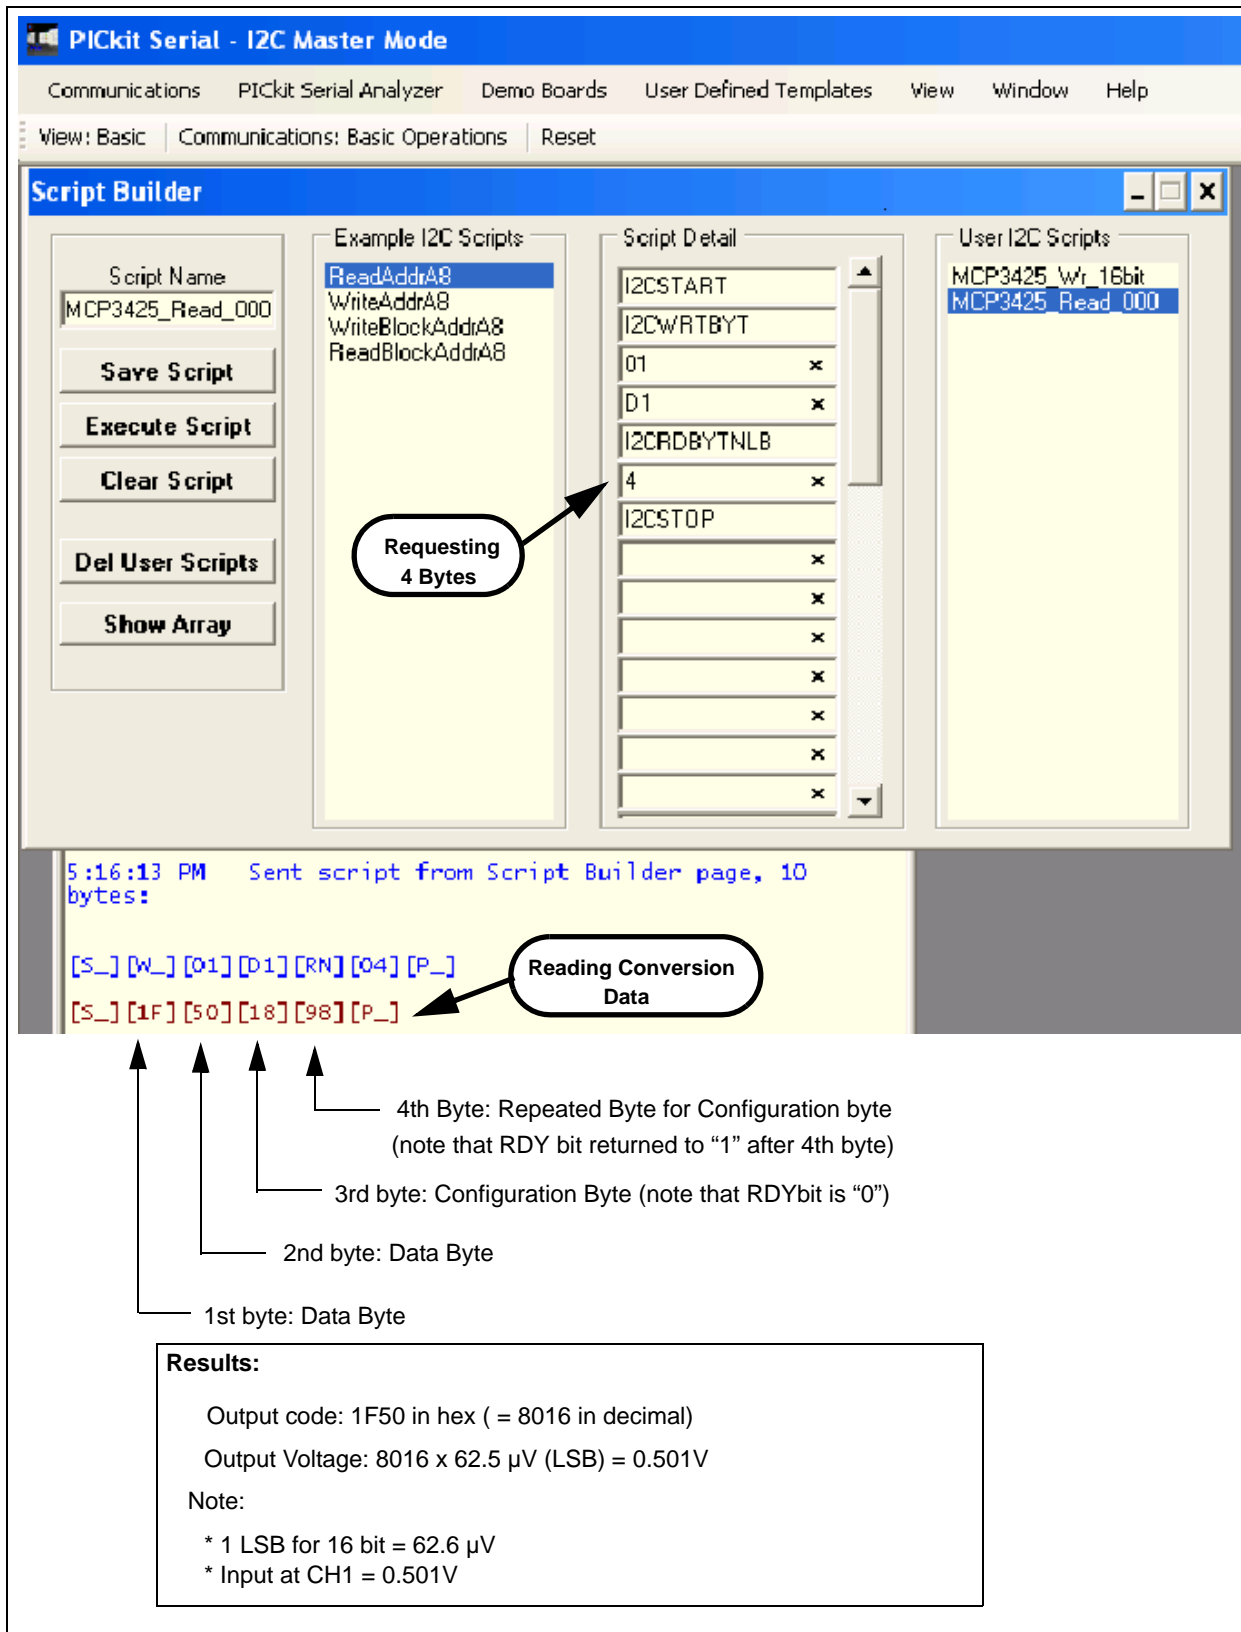 PICkit Serial - I2C Master Mode
Communications PICkit Serial Analyzer Demo Boards User Defined Templates View Window Help
View: Basic Communications: Basic Operations Reset
Script Builder
Script Name
MCP3425_Read_000
Save Script
Execute Script
Clear Script
Del User Scripts
Show Array
Example I2C Scripts
ReadAddrA8
WriteAddrA8
WriteBlockAddrA8
ReadBlockAddrA8
Script Detail
I2CSTART
I2CWRTBYT
01
D1
I2CRDBYTNLB
4
I2CSTOP
User I2C Scripts
MCP3425_Wr_16bit
MCP3425_Read_000
Requesting
4 Bytes
5:16:13 PM Sent script from Script Builder page, 10
bytes:
[S_][W_][01][D1][RN][04][P_]
[S_][1F][50][18][98][P_]
Reading Conversion
Data
4th Byte: Repeated Byte for Configuration byte
(note that RDY bit returned to “1” after 4th byte)
3rd byte: Configuration Byte (note that RDYbit is “0”)
2nd byte: Data Byte
1st byte: Data Byte
Results:
Output code: 1F50 in hex ( = 8016 in decimal)
Output Voltage: 8016 x 62.5 µV (LSB) = 0.501V
Note:
* 1 LSB for 16 bit = 62.6 µV
* Input at CH1 = 0.501V